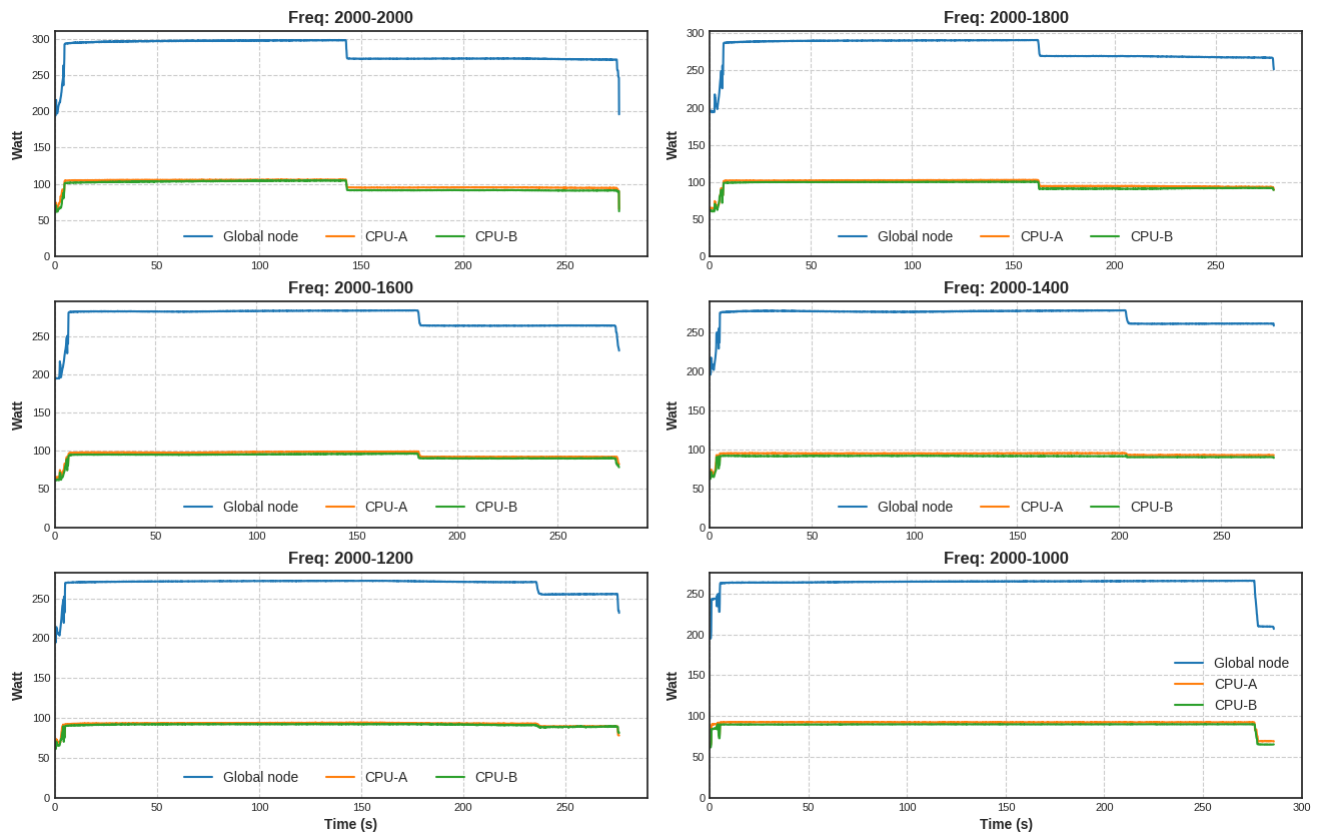 Freq: 2000-2000
Watt
300
250
200
150
100
50
0
Global node CPU-A CPU-B
0 50 100 150 200 250
Freq: 2000-1800
Watt
300
250
200
150
100
50
0
Global node CPU-A CPU-B
0 50 100 150 200 250
Freq: 2000-1600
Watt
250
200
150
100
50
0
Global node CPU-A CPU-B
0 50 100 150 200 250
Freq: 2000-1400
Watt
250
200
150
100
50
0
Global node CPU-A CPU-B
0 50 100 150 200 250
Freq: 2000-1200
Watt
250
200
150
100
50
0
Global node CPU-A CPU-B
0 50 100 150 200 250
Time (s)
Freq: 2000-1000
Watt
250
200
150
100
50
0
Global node
CPU-A
CPU-B
0 50 100 150 200 250 300
Time (s)